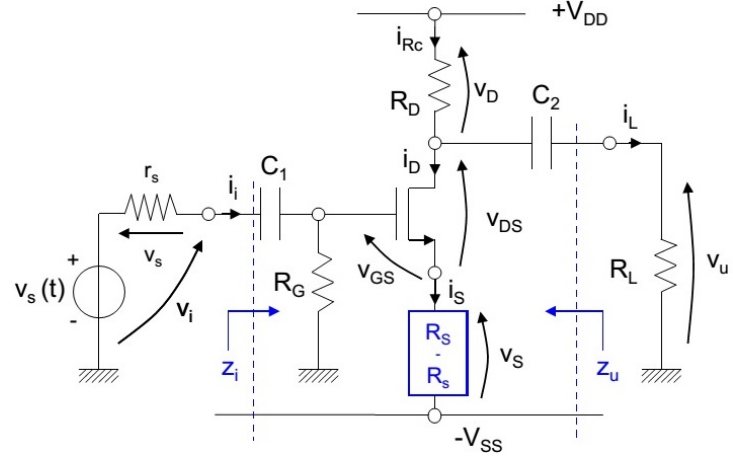 +V_DD
i_Rc
R_D
v_D
C_2
i_L
i_D
C_1
r_s
i_i
v_DS
v_s
v_GS
R_G
R_L
v_u
+
v_s (t)
-
v_i
i_S
z_i
R_S
-
R_s
v_S
z_u
-V_SS